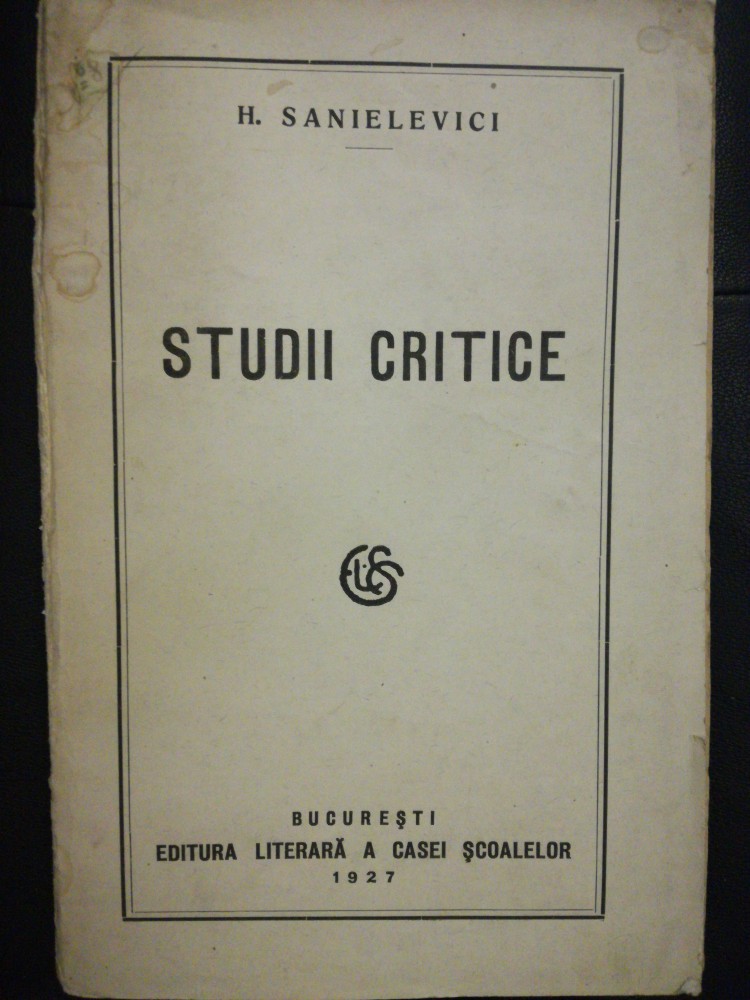 H. SANIELEVICI
STUDII CRITICE
BUCUREŞTI
EDITURA LITERARĂ A CASEI ŞCOALELOR
1927